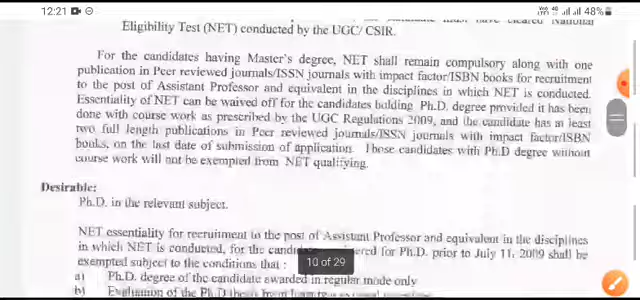 12:21
48%
have cleared National
Eligibility Test (NET) conducted by the UGC/ CSIR.
For the candidates having Master's degree, NET shall remain compulsory along with one
publication in Peer reviewed journals/ISSN journals with impact factor/ISBN books for recruitment
to the post of Assistant Professor and equivalent in the disciplines in which NET is conducted.
Essentiality of NET can be waived off for the candidates holding Ph.D. degree provided it has been
done with course work as prescribed by the UGC Regulations 2009, and the candidate has at least
two full length publications in Peer reviewed journals/ISSN journals with impact factor/ISBN
books, on the last date of submission of application. Those candidates with Ph.D degree without
course work will not be exempted from NET qualifying.
Desirable:
Ph.D. in the relevant subject.
NET essentiality for recruitment to the post of Assistant Professor and equivalent in the disciplines
in which NET is conducted, for the for Ph.D. prior to July 11, 2009 shall be
exempted subject to the conditions that :
10 of 29
a) Ph.D. degree of the candidate awarded in regular mode only
b) Evaluation of the Ph.D thesis from